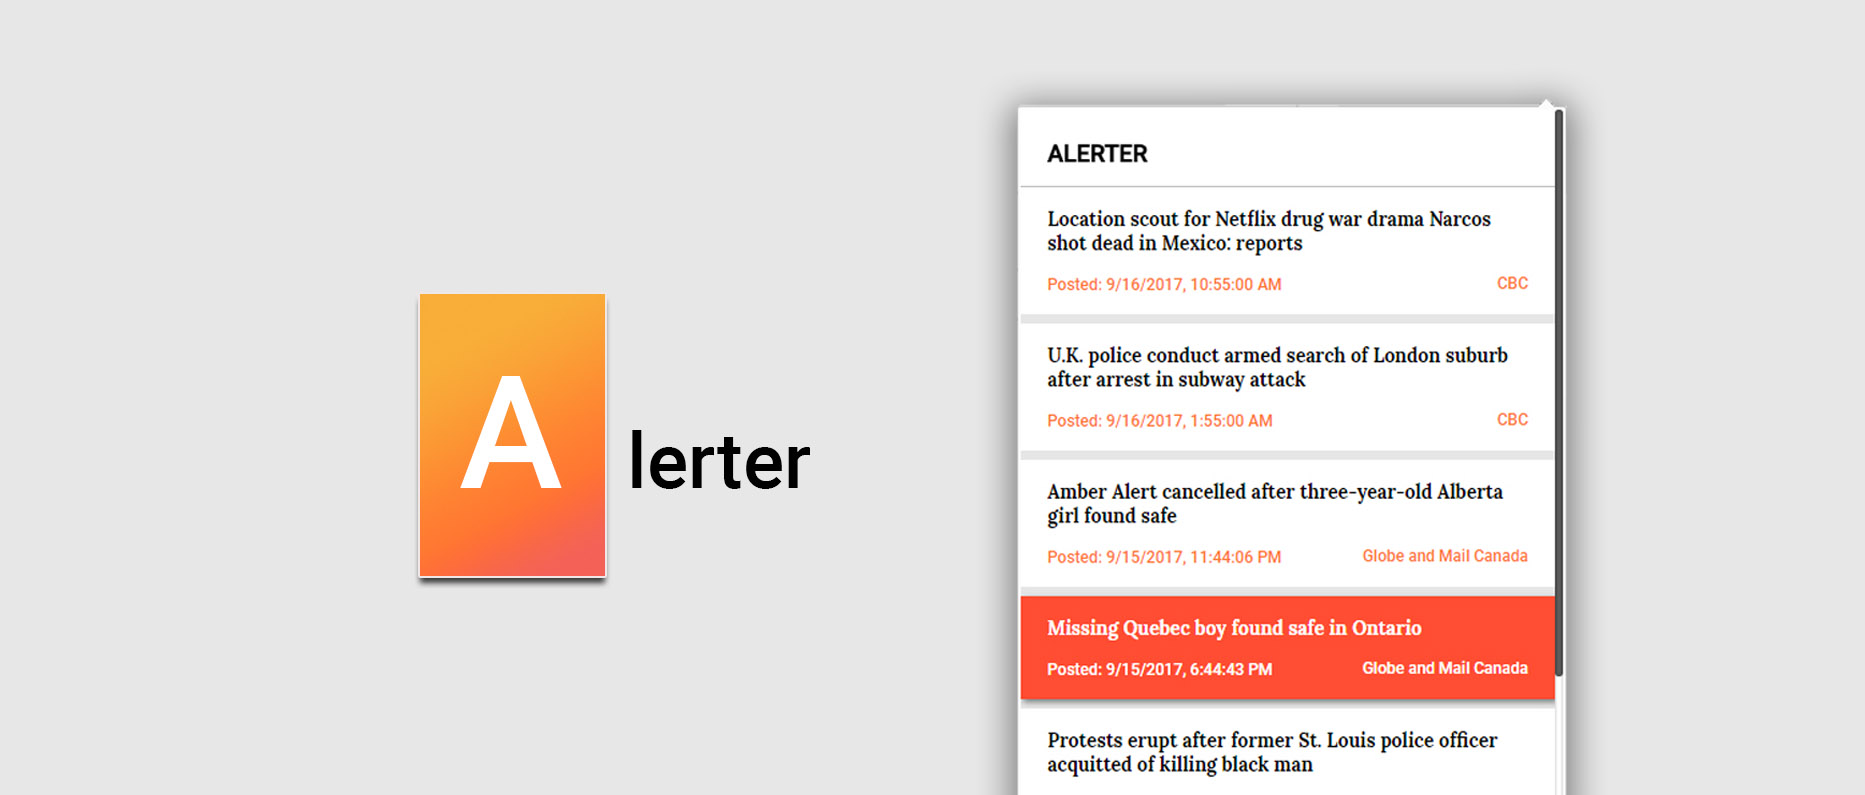 A lerter
ALERTER
Location scout for Netflix drug war drama Narcos
shot dead in Mexico: reports
Posted: 9/16/2017, 10:55:00 AM CBC
U.K. police conduct armed search of London suburb
after arrest in subway attack
Posted: 9/16/2017, 1:55:00 AM CBC
Amber Alert cancelled after three-year-old Alberta
girl found safe
Posted: 9/15/2017, 11:44:06 PM Globe and Mail Canada
Missing Quebec boy found safe in Ontario
Posted: 9/15/2017, 6:44:43 PM Globe and Mail Canada
Protests erupt after former St. Louis police officer
acquitted of killing black man